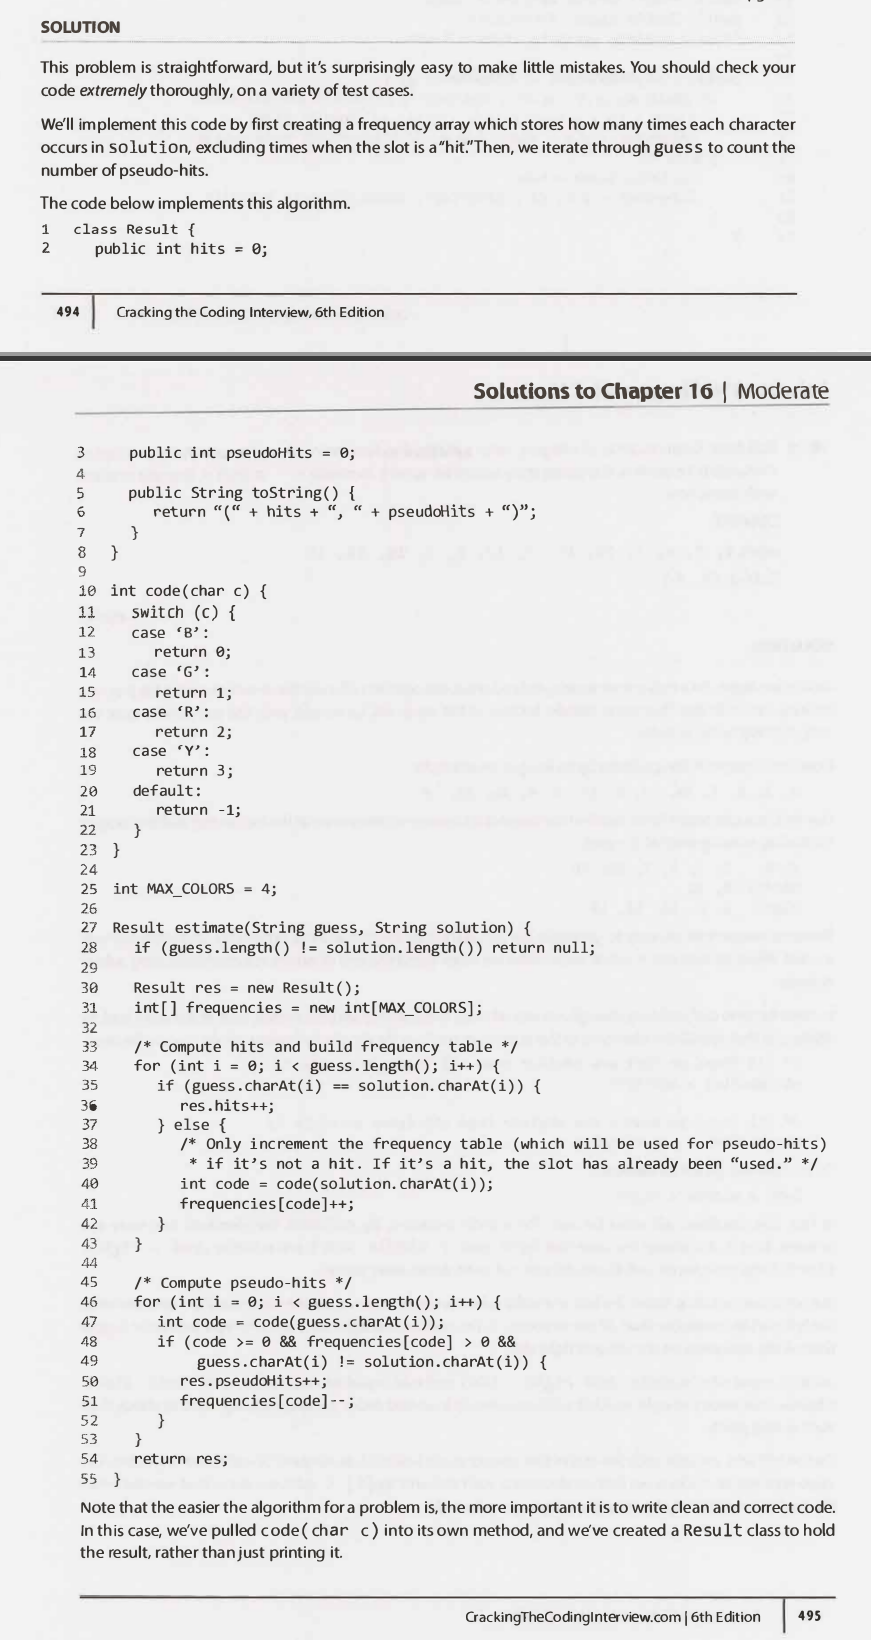 SOLUTION
This problem is straightforward, but it's surprisingly easy to make little mistakes. You should check your
code extremely thoroughly, on a variety of test cases.
We'll implement this code by first creating a frequency array which stores how many times each character
occurs in solution, excluding times when the slot is a "hit." Then, we iterate through guess to count the
number of pseudo-hits.
The code below implements this algorithm.
1 class Result {
2 public int hits = 0;
494 | Cracking the Coding Interview, 6th Edition
Solutions to Chapter 16 | Moderate
3 public int pseudoHits = 0;
4
5 public String toString() {
6 return “(“ + hits + “, “ + pseudoHits + “)”;
7 }
8 }
9
10 int code(char c) {
11 switch (c) {
12 case ‘B’:
13 return 0;
14 case ‘G’:
15 return 1;
16 case ‘R’:
17 return 2;
18 case ‘Y’:
19 return 3;
20 default:
21 return -1;
22 }
23 }
24
25 int MAX_COLORS = 4;
26
27 Result estimate(String guess, String solution) {
28 if (guess.length() != solution.length()) return null;
29
30 Result res = new Result();
31 int[] frequencies = new int[MAX_COLORS];
32
33 /* Compute hits and build frequency table */
34 for (int i = 0; i < guess.length(); i++) {
35 if (guess.charAt(i) == solution.charAt(i)) {
36 res.hits++;
37 } else {
38 /* Only increment the frequency table (which will be used for pseudo-hits)
39 * if it’s not a hit. If it’s a hit, the slot has already been “used.” */
40 int code = code(solution.charAt(i));
41 frequencies[code]++;
42 }
43 }
44
45 /* Compute pseudo-hits */
46 for (int i = 0; i < guess.length(); i++) {
47 int code = code(guess.charAt(i));
48 if (code >= 0 && frequencies[code] > 0 &&
49 guess.charAt(i) != solution.charAt(i)) {
50 res.pseudoHits++;
51 frequencies[code]--;
52 }
53 }
54 return res;
55 }
Note that the easier the algorithm for a problem is, the more important it is to write clean and correct code.
In this case, we've pulled code(char c) into its own method, and we've created a Result class to hold
the result, rather than just printing it.
CrackingTheCodingInterview.com | 6th Edition | 495